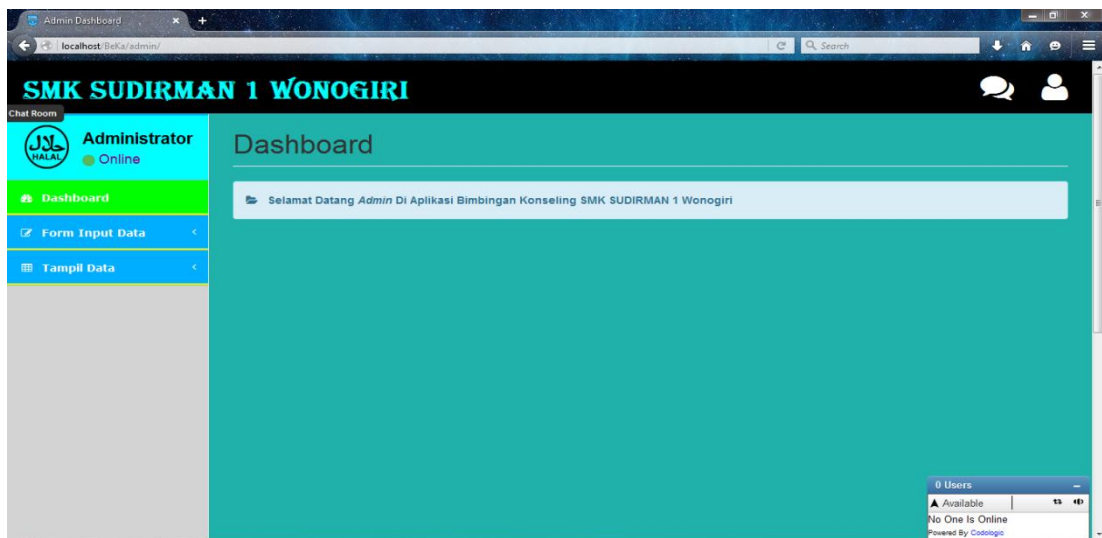 Admin Dashboard
localhost/BeKa/admin/
Search
SMK SUDIRMAN 1 WONOGIRI
Chat Room
حلال
HALAL
Administrator
Online
Dashboard
Form Input Data
Tampil Data
Dashboard
Selamat Datang Admin Di Aplikasi Bimbingan Konseling SMK SUDIRMAN 1 Wonogiri
0 Users
Available
No One Is Online
Powered By Codologic